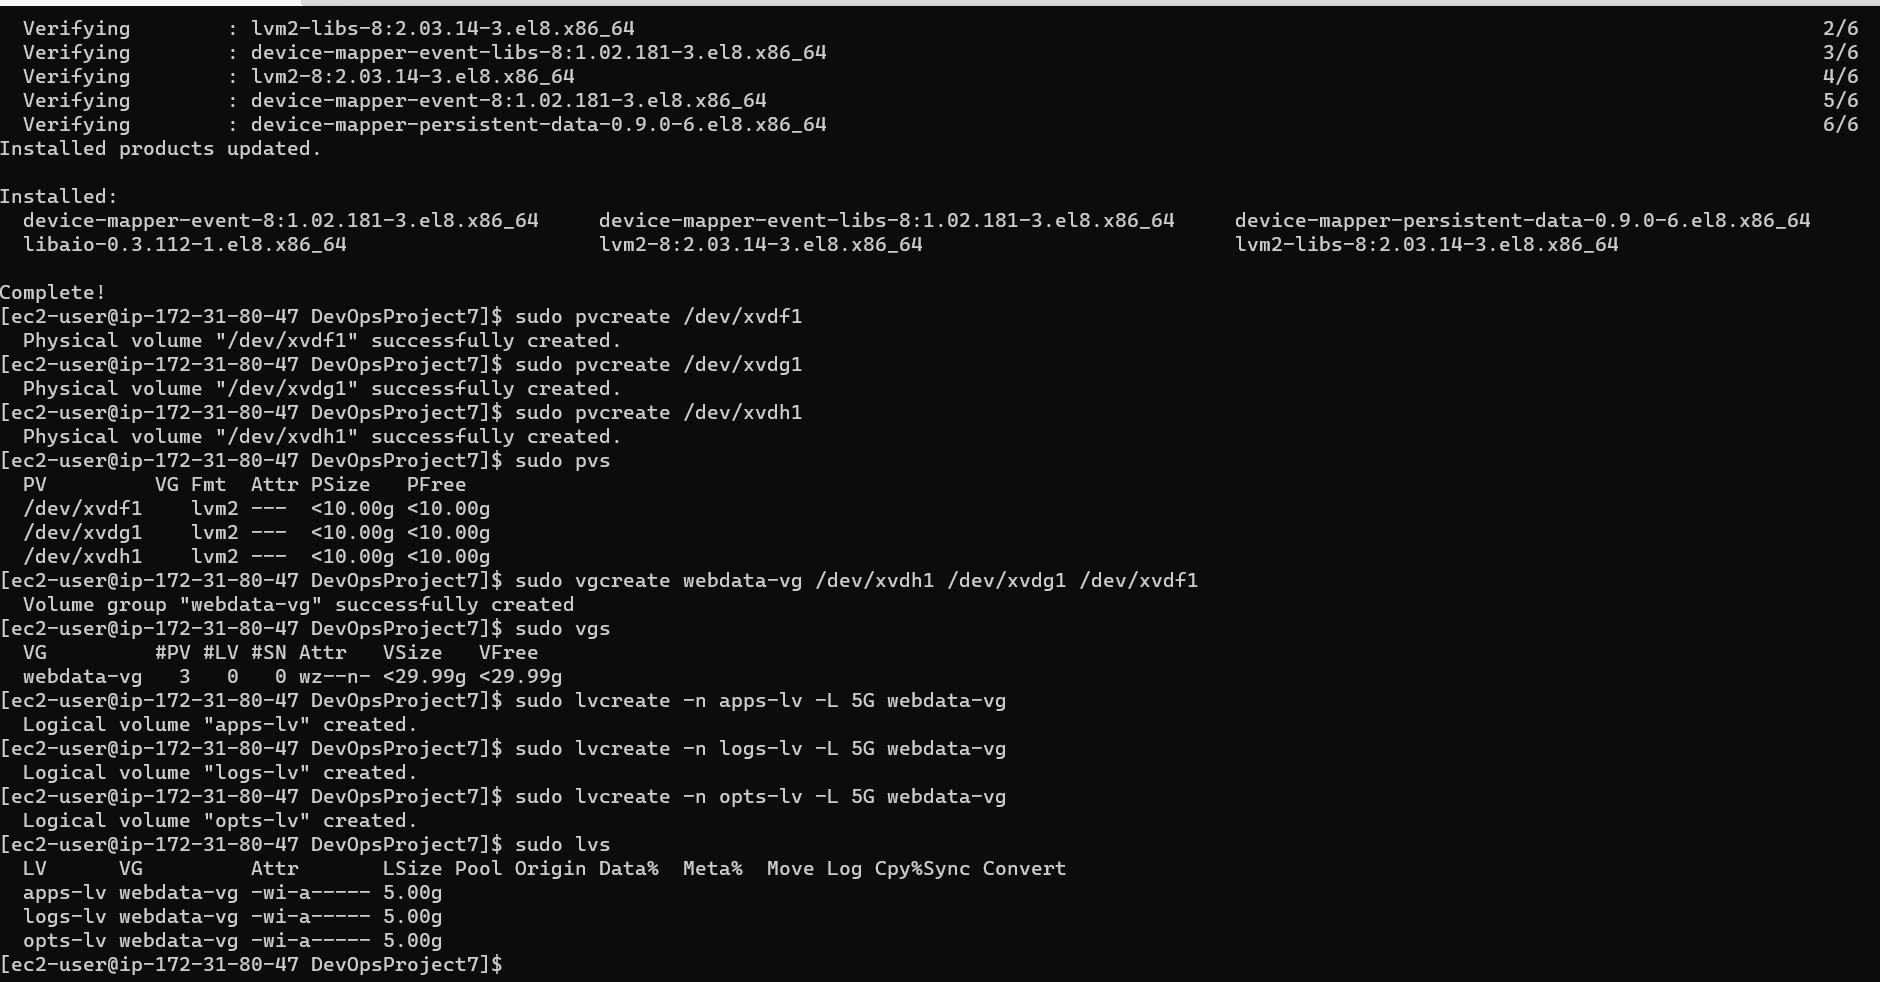 Verifying        : lvm2-libs-8:2.03.14-3.el8.x86_64 2/6
Verifying        : device-mapper-event-libs-8:1.02.181-3.el8.x86_64 3/6
Verifying        : lvm2-8:2.03.14-3.el8.x86_64 4/6
Verifying        : device-mapper-event-8:1.02.181-3.el8.x86_64 5/6
Verifying        : device-mapper-persistent-data-0.9.0-6.el8.x86_64 6/6
Installed products updated.
Installed:
device-mapper-event-8:1.02.181-3.el8.x86_64     device-mapper-event-libs-8:1.02.181-3.el8.x86_64     device-mapper-persistent-data-0.9.0-6.el8.x86_64
libaio-0.3.112-1.el8.x86_64     lvm2-8:2.03.14-3.el8.x86_64     lvm2-libs-8:2.03.14-3.el8.x86_64
Complete!
[ec2-user@ip-172-31-80-47 DevOpsProject7]$ sudo pvcreate /dev/xvdf1
  Physical volume "/dev/xvdf1" successfully created.
[ec2-user@ip-172-31-80-47 DevOpsProject7]$ sudo pvcreate /dev/xvdg1
  Physical volume "/dev/xvdg1" successfully created.
[ec2-user@ip-172-31-80-47 DevOpsProject7]$ sudo pvcreate /dev/xvdh1
  Physical volume "/dev/xvdh1" successfully created.
[ec2-user@ip-172-31-80-47 DevOpsProject7]$ sudo pvs
  PV         VG Fmt  Attr PSize   PFree
  /dev/xvdf1    lvm2 ---  <10.00g <10.00g
  /dev/xvdg1    lvm2 ---  <10.00g <10.00g
  /dev/xvdh1    lvm2 ---  <10.00g <10.00g
[ec2-user@ip-172-31-80-47 DevOpsProject7]$ sudo vgcreate webdata-vg /dev/xvdh1 /dev/xvdg1 /dev/xvdf1
  Volume group "webdata-vg" successfully created
[ec2-user@ip-172-31-80-47 DevOpsProject7]$ sudo vgs
  VG         #PV #LV #SN Attr   VSize   VFree
  webdata-vg   3   0   0 wz--n- <29.99g <29.99g
[ec2-user@ip-172-31-80-47 DevOpsProject7]$ sudo lvcreate -n apps-lv -L 5G webdata-vg
  Logical volume "apps-lv" created.
[ec2-user@ip-172-31-80-47 DevOpsProject7]$ sudo lvcreate -n logs-lv -L 5G webdata-vg
  Logical volume "logs-lv" created.
[ec2-user@ip-172-31-80-47 DevOpsProject7]$ sudo lvcreate -n opts-lv -L 5G webdata-vg
  Logical volume "opts-lv" created.
[ec2-user@ip-172-31-80-47 DevOpsProject7]$ sudo lvs
  LV      VG         Attr       LSize Pool Origin Data%  Meta%  Move Log Cpy%Sync Convert
  apps-lv webdata-vg -wi-a----- 5.00g
  logs-lv webdata-vg -wi-a----- 5.00g
  opts-lv webdata-vg -wi-a----- 5.00g
[ec2-user@ip-172-31-80-47 DevOpsProject7]$